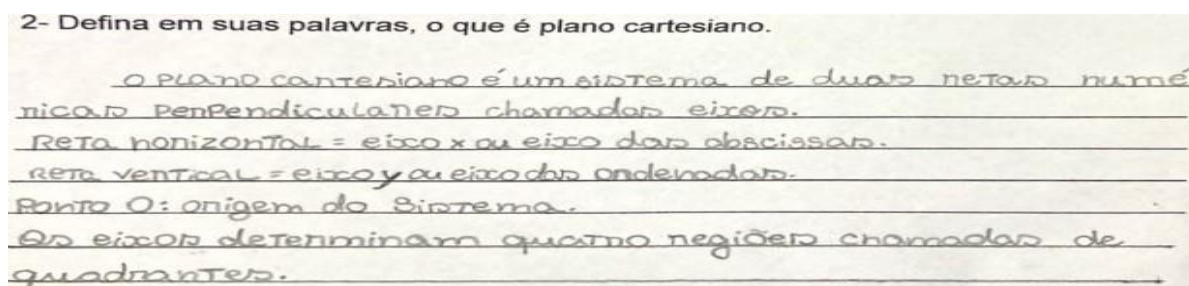 2- Defina em suas palavras, o que é plano cartesiano.
O plano cartesiano é um sistema de duas retas numé
ricas perpendiculares chamadas eixos.
Reta horizontal = eixo x ou eixo das abscissas.
Reta vertical = eixo y ou eixo das ordenadas.
Ponto O: origem do sistema.
Os eixos determinam quatro regiões chamadas de
quadrantes.